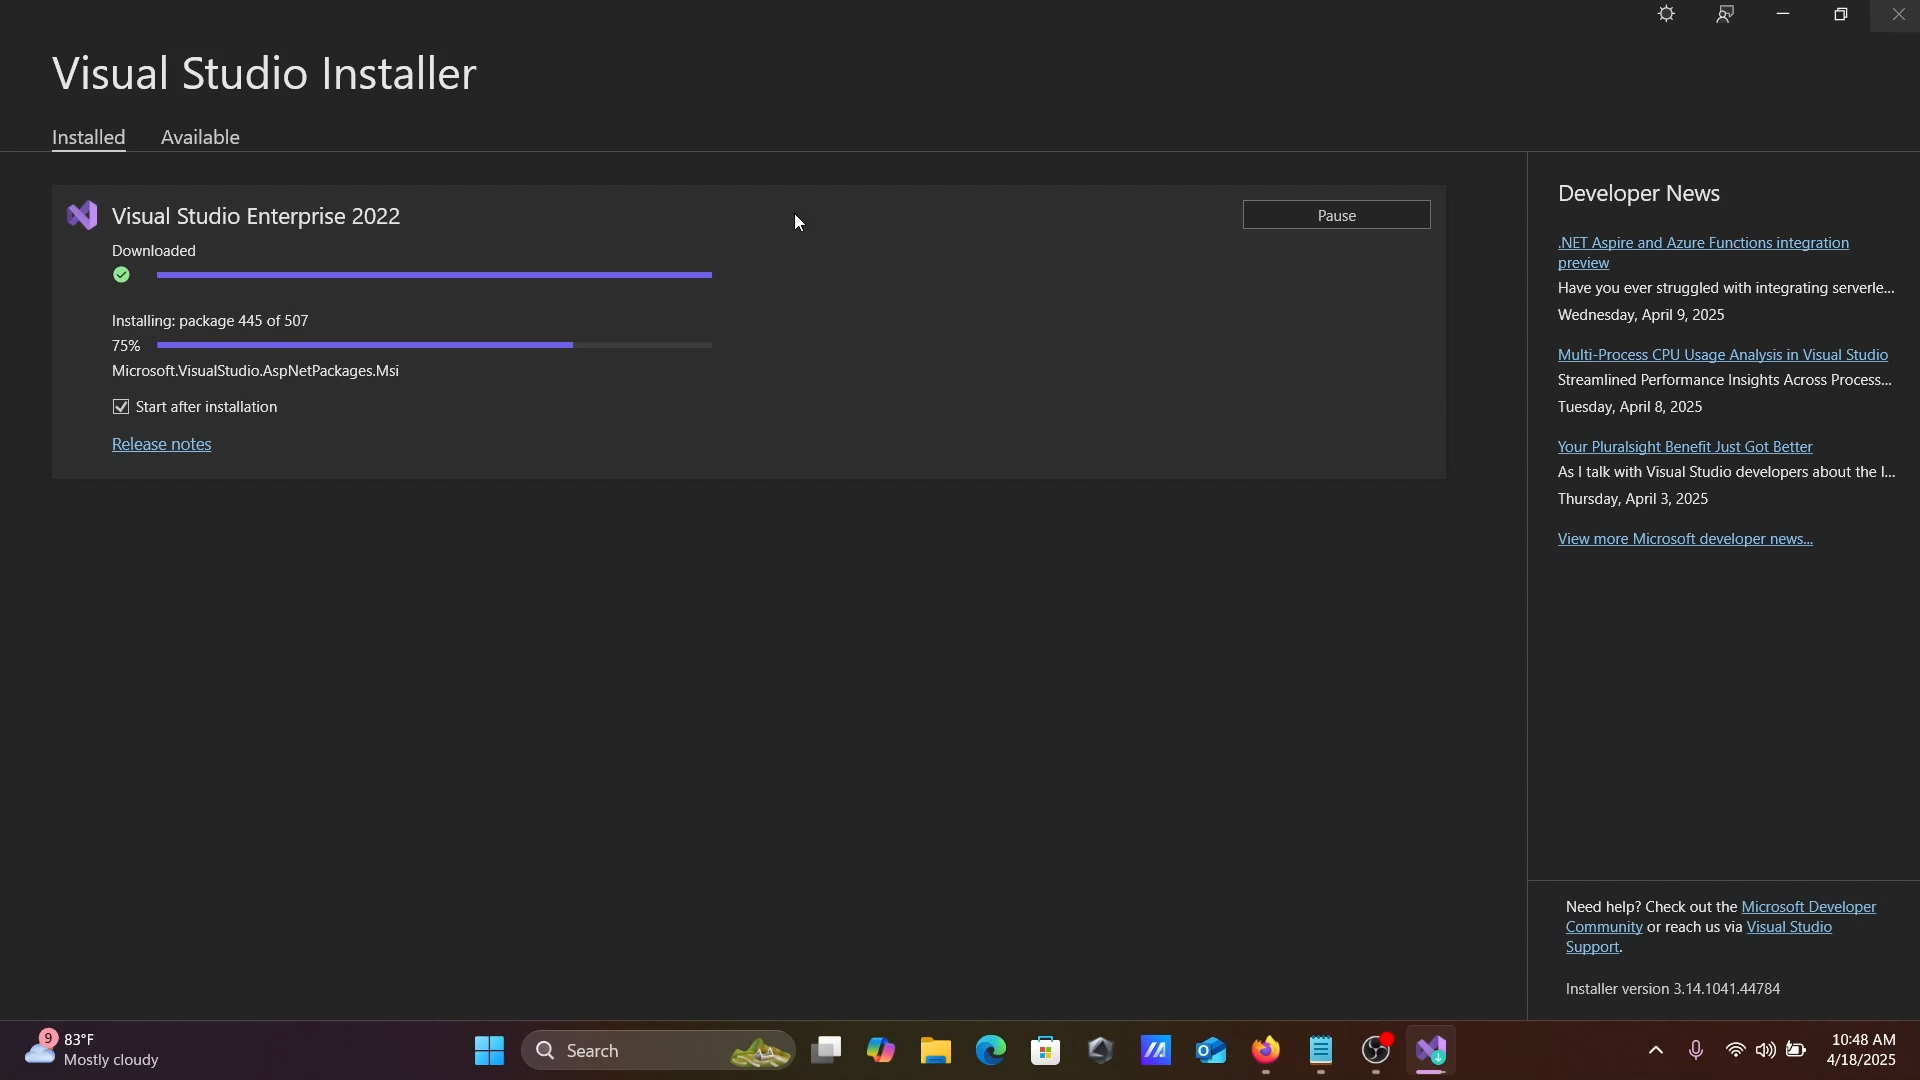 Visual Studio Installer
Installed
Available
Visual Studio Enterprise 2022
Pause
Downloaded
Installing: package 445 of 507
75%
Microsoft.VisualStudio.AspNetPackages.Msi
Start after installation
Release notes
Developer News
.NET Aspire and Azure Functions integration
preview
Have you ever struggled with integrating serverle...
Wednesday, April 9, 2025
Multi-Process CPU Usage Analysis in Visual Studio
Streamlined Performance Insights Across Process...
Tuesday, April 8, 2025
Your Pluralsight Benefit Just Got Better
As I talk with Visual Studio developers about the l...
Thursday, April 3, 2025
View more Microsoft developer news...
Need help? Check out the Microsoft Developer
Community or reach us via Visual Studio
Support.
Installer version 3.14.1041.44784
9
83°F
Mostly cloudy
Search
10:48 AM
4/18/2025